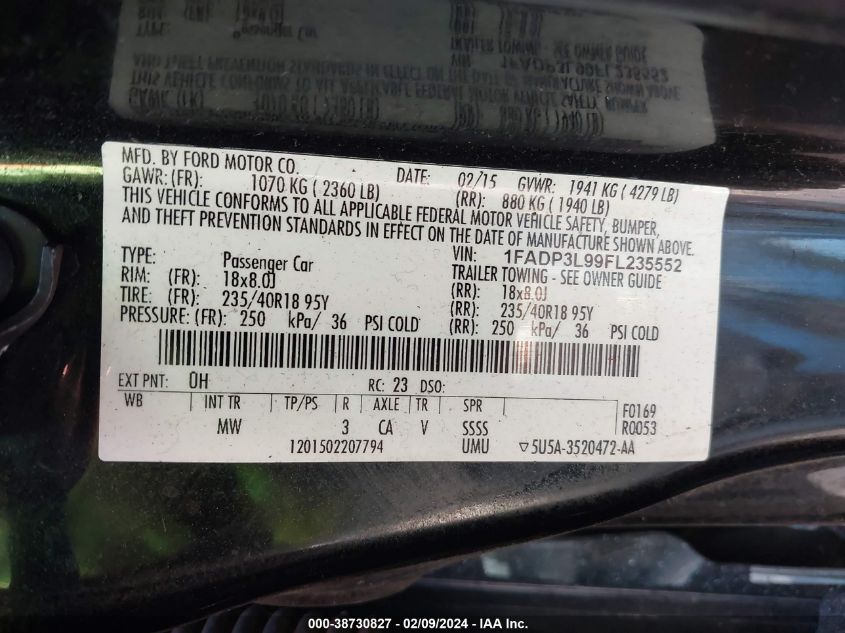 MFD. BY FORD MOTOR CO.
DATE: 02/15 GVWR: 1941 KG ( 4279 LB)
GAWR: (FR): 1070 KG ( 2360 LB) (RR): 880 KG ( 1940 LB)
THIS VEHICLE CONFORMS TO ALL APPLICABLE FEDERAL MOTOR VEHICLE SAFETY, BUMPER,
AND THEFT PREVENTION STANDARDS IN EFFECT ON THE DATE OF MANUFACTURE SHOWN ABOVE.
VIN: 1FADP3L99FL235552
TYPE: Passenger Car TRAILER TOWING - SEE OWNER GUIDE
RIM: (FR): 18x8.0J (RR): 18x8.0J
TIRE: (FR): 235/40R18 95Y (RR): 235/40R18 95Y
PRESSURE: (FR): 250 kPa/ 36 PSI COLD (RR): 250 kPa/ 36 PSI COLD
EXT PNT: 0H RC: 23 DSO:
WB INT TR TP/PS R AXLE TR SPR F0169
MW 3 CA V SSSS R0053
1201502207794 UMU ▽5U5A-3520472-AA
000-38730827 - 02/09/2024 - IAA Inc.